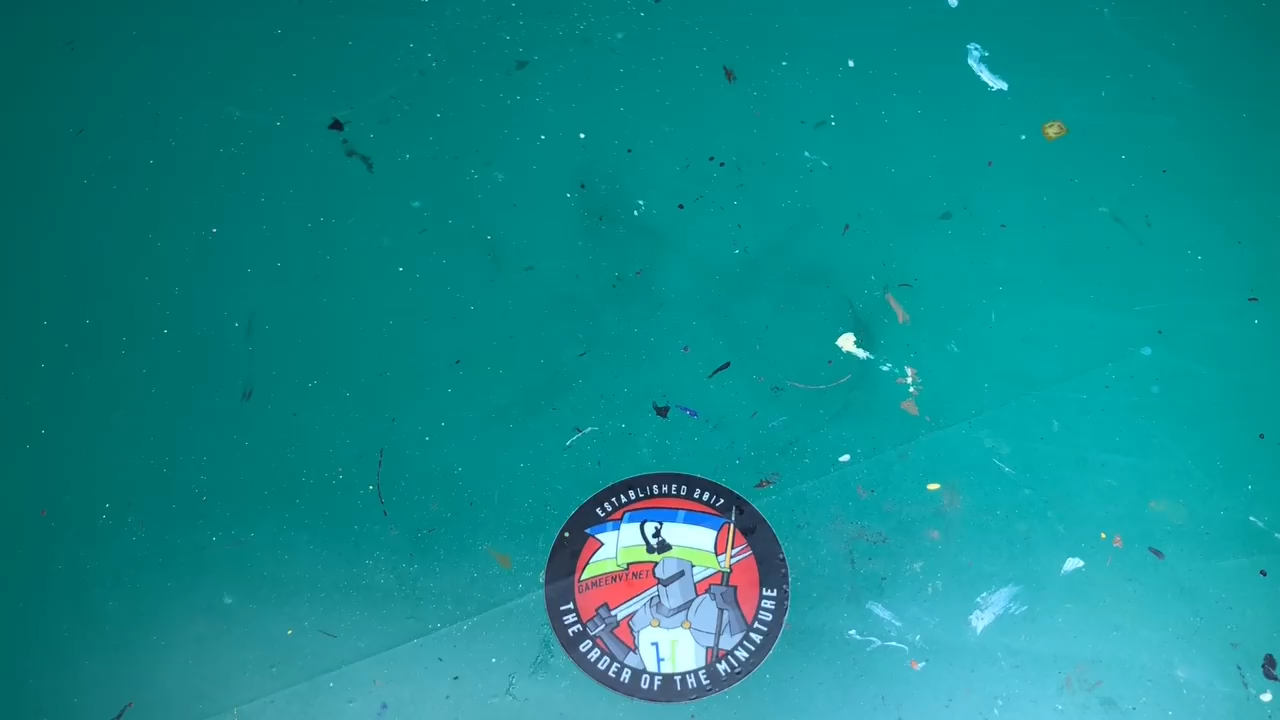 ESTABLISHED 2017
GAMEENVY.NET
THE ORDER OF THE MINIATURE